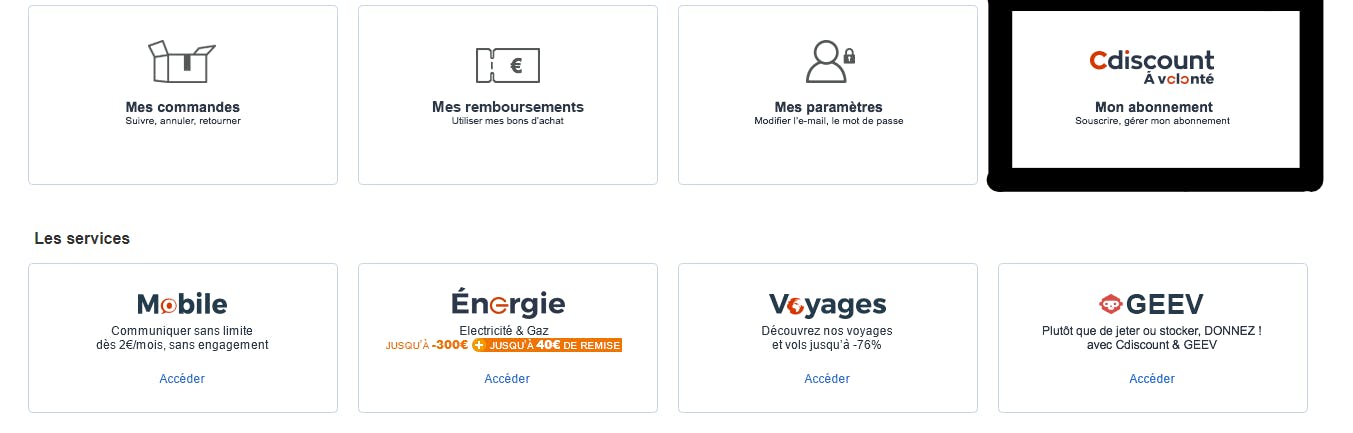 Mes commandes
Suivre, annuler, retourner
€
Mes remboursements
Utiliser mes bons d'achat
Mes paramètres
Modifier l'e-mail, le mot de passe
Cdiscount
À volonté
Mon abonnement
Souscrire, gérer mon abonnement
Les services
Mobile
Communiquer sans limite
dès 2€/mois, sans engagement
Accéder
Énergie
Electricité & Gaz
JUSQU'À -300€ + JUSQU'À 40€ DE REMISE
Accéder
Voyages
Découvrez nos voyages
et vols jusqu'à -76%
Accéder
GEEV
Plutôt que de jeter ou stocker, DONNEZ !
avec Cdiscount & GEEV
Accéder